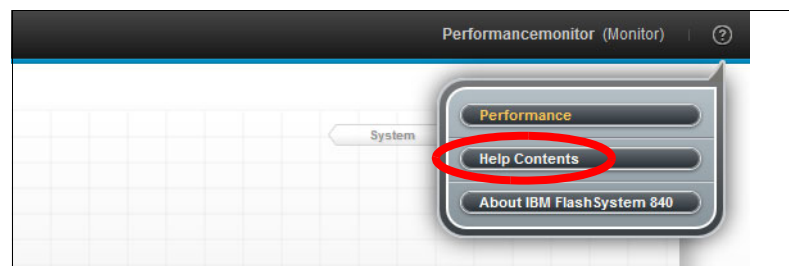 Performancemonitor (Monitor) | ?
Performance
System
Help Contents
About IBM FlashSystem 840